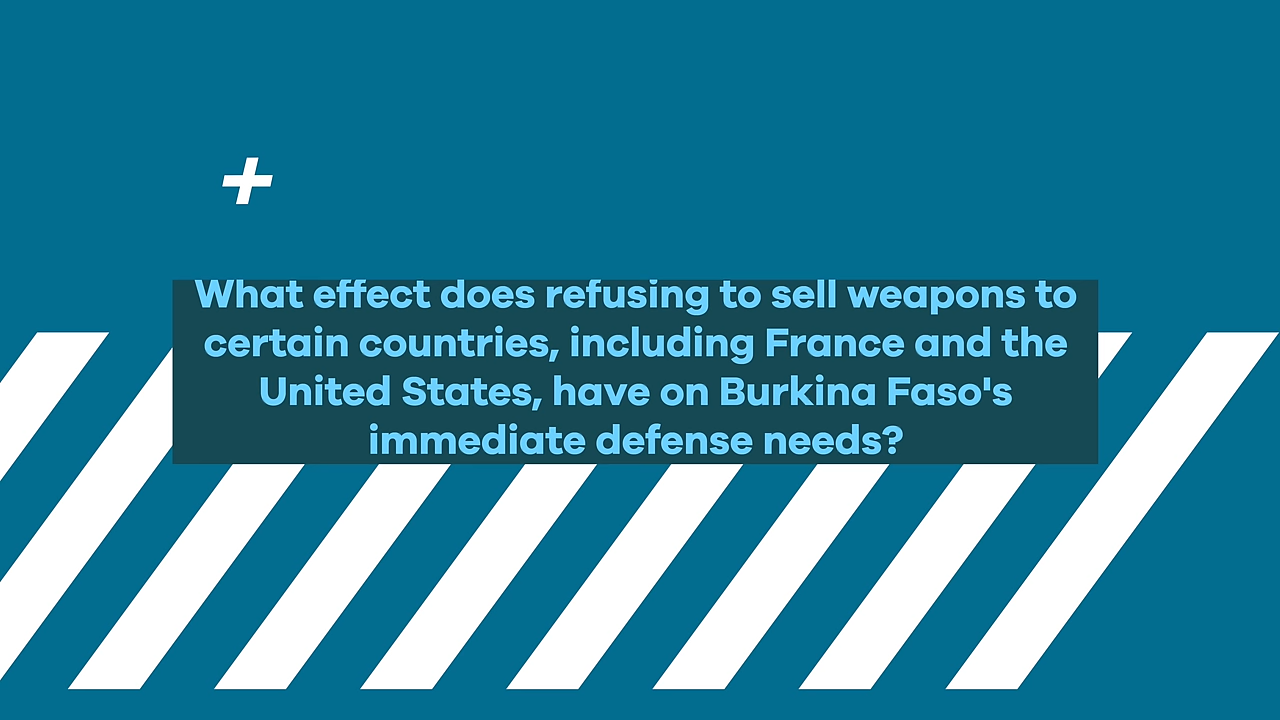 What effect does refusing to sell weapons to
certain countries, including France and the
United States, have on Burkina Faso's
immediate defense needs?